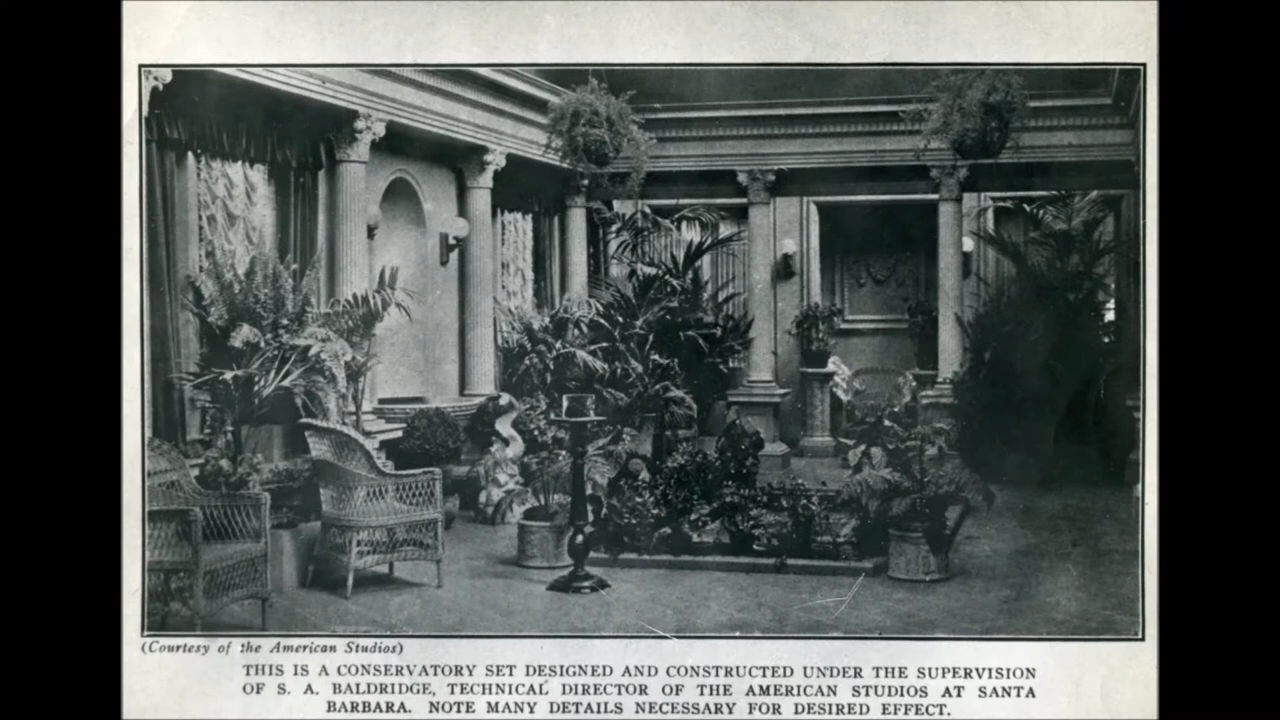 (Courtesy of the American Studios)
THIS IS A CONSERVATORY SET DESIGNED AND CONSTRUCTED UNDER THE SUPERVISION
OF S. A. BALDRIDGE, TECHNICAL DIRECTOR OF THE AMERICAN STUDIOS AT SANTA
BARBARA. NOTE MANY DETAILS NECESSARY FOR DESIRED EFFECT.